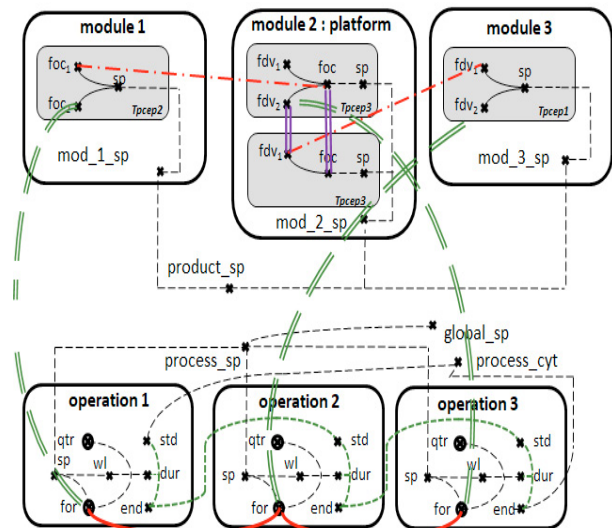 module 1
module 2 : platform
module 3
foc1
sp
foc
Tpcep2
mod_1_sp
fdv1
foc
sp
fdv2
Tpcep3
fdv1
foc
sp
Tpcep3
mod_2_sp
fdv1
sp
fdv2
Tpcep1
mod_3_sp
product_sp
global_sp
process_sp
process_cyt
operation 1
qtr
std
sp
wl
dur
for
end
operation 2
qtr
std
sp
wl
dur
for
end
operation 3
qtr
std
sp
wl
dur
for
end